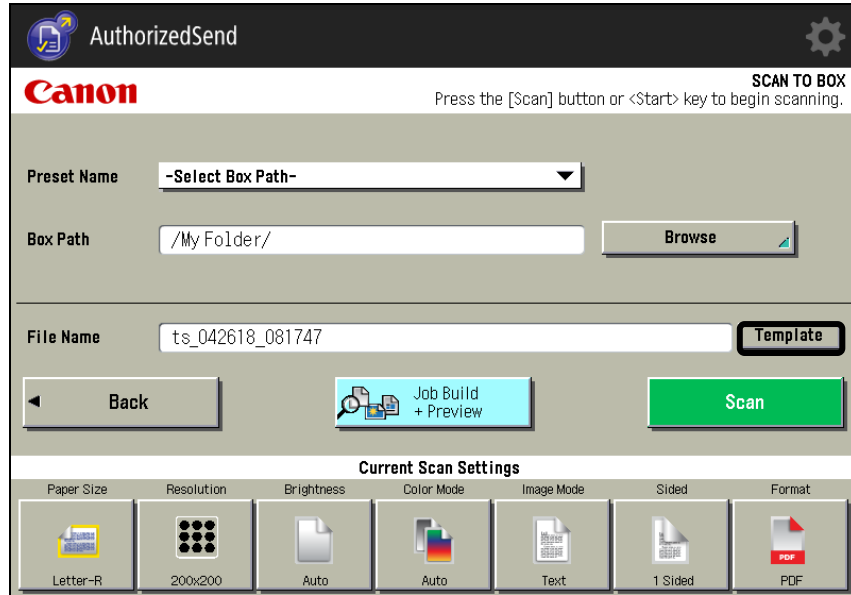 AuthorizedSend
Canon
SCAN TO BOX
Press the [Scan] button or <Start> key to begin scanning.
Preset Name
-Select Box Path-
Box Path
/My Folder/
Browse
File Name
ts_042618_081747
Template
Back
Job Build
+ Preview
Scan
Current Scan Settings
Paper Size Resolution Brightness Color Mode Image Mode Sided Format
PDF
Letter-R 200x200 Auto Auto Text 1 Sided PDF